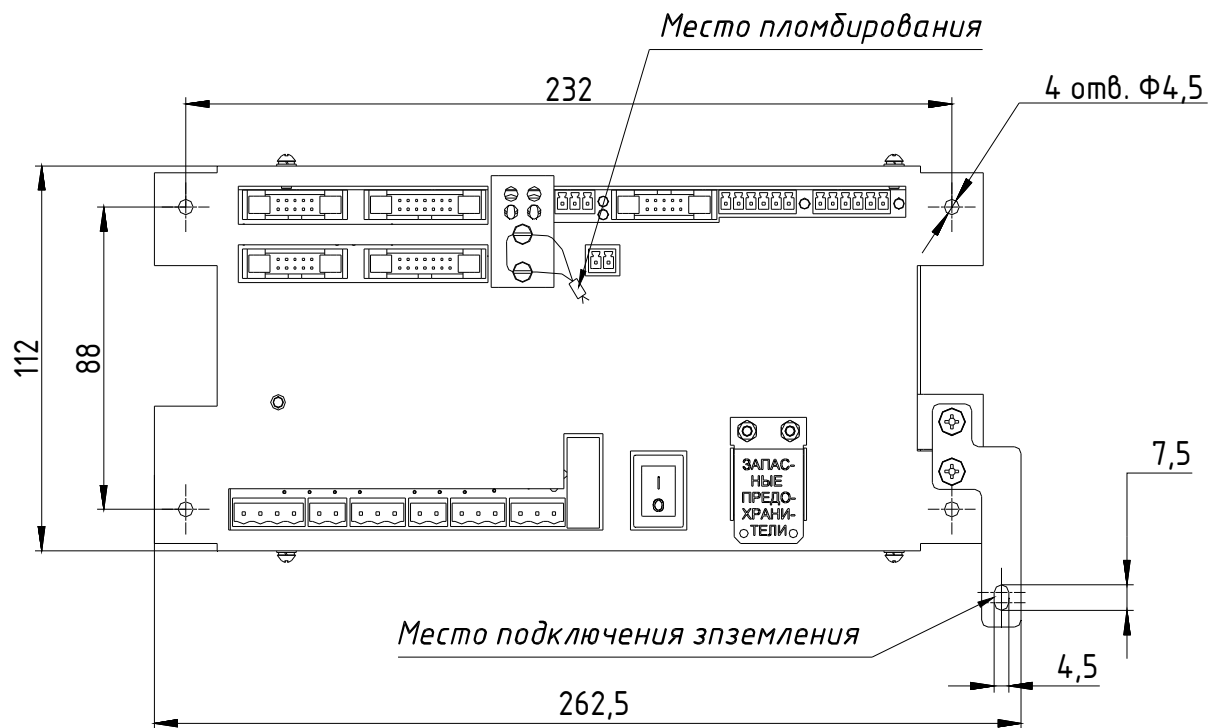 Место пломбирования
232
4 отв. Ф4,5
112
88
ЗАПАС-
НЫЕ
ПРЕДО-
ХРАНИ-
ТЕЛИ
I
O
7,5
Место подключения зпземления
4,5
262,5